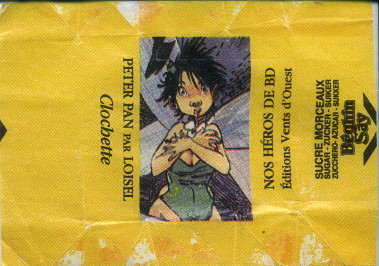 PETER PAN PAR LOISEL
Clochette
NOS HÉROS DE BD
Éditions Vents d'Ouest
SUCRE MORCEAUX
SUGAR - ZUCKER - SUIKER
ZUCCHERO - AZUCAR - SUKKER
Béghin
Say